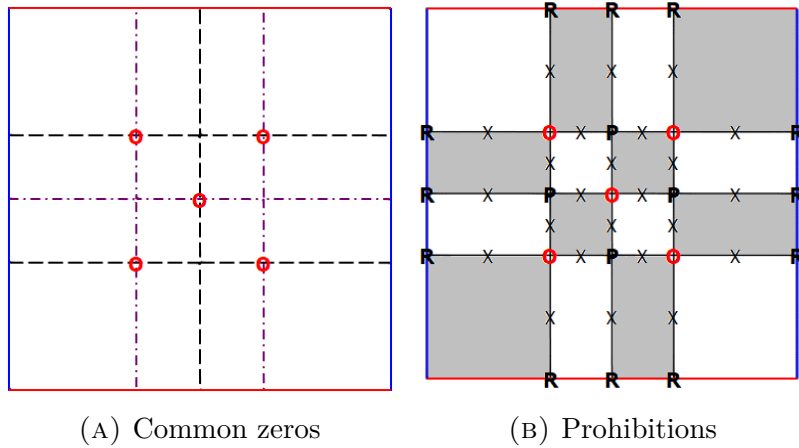 O O
O
O O
(A) Common zeros
R R R
X X X
R X O X P X O X R
X X X
R X P X O X P X R
X X X
R X O X P X O X R
X X X
R R R
(B) Prohibitions